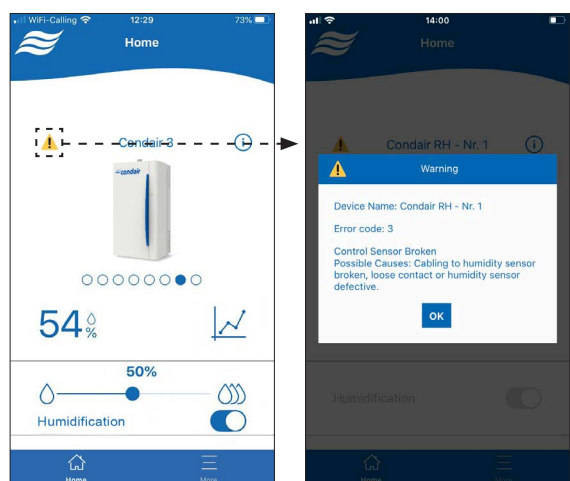 WiFi-Calling 12:29 73%
Home
Condair 3
condair
54 %
50%
Humidification
Home More
14:00
Home
Condair RH - Nr. 1
Warning
Device Name: Condair RH - Nr. 1
Error code: 3
Control Sensor Broken
Possible Causes: Cabling to humidity sensor
broken, loose contact or humidity sensor
defective.
OK
Humidification
Home More